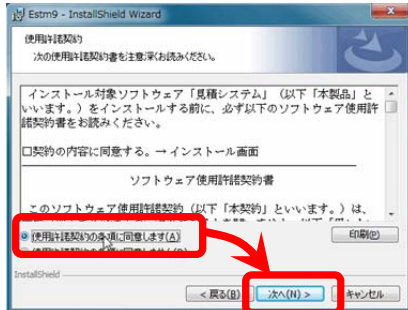 Estm9 - InstallShield Wizard
使用許諾契約
次の使用許諾契約書を注意深くお読みください。
インストール対象ソフトウェア「見積システム」（以下「本製品」と
いいます。）をインストールする前に、必ず以下のソフトウェア使用許
諾契約書をお読みください。
□契約の内容に同意する。→インストール画面
ソフトウェア使用許諾契約書
このソフトウェア使用許諾契約（以下「本契約」といいます。）は、
使用許諾契約の条項に同意します(A)
印刷(P)
InstallShield
< 戻る(B)
次へ(N) >
キャンセル